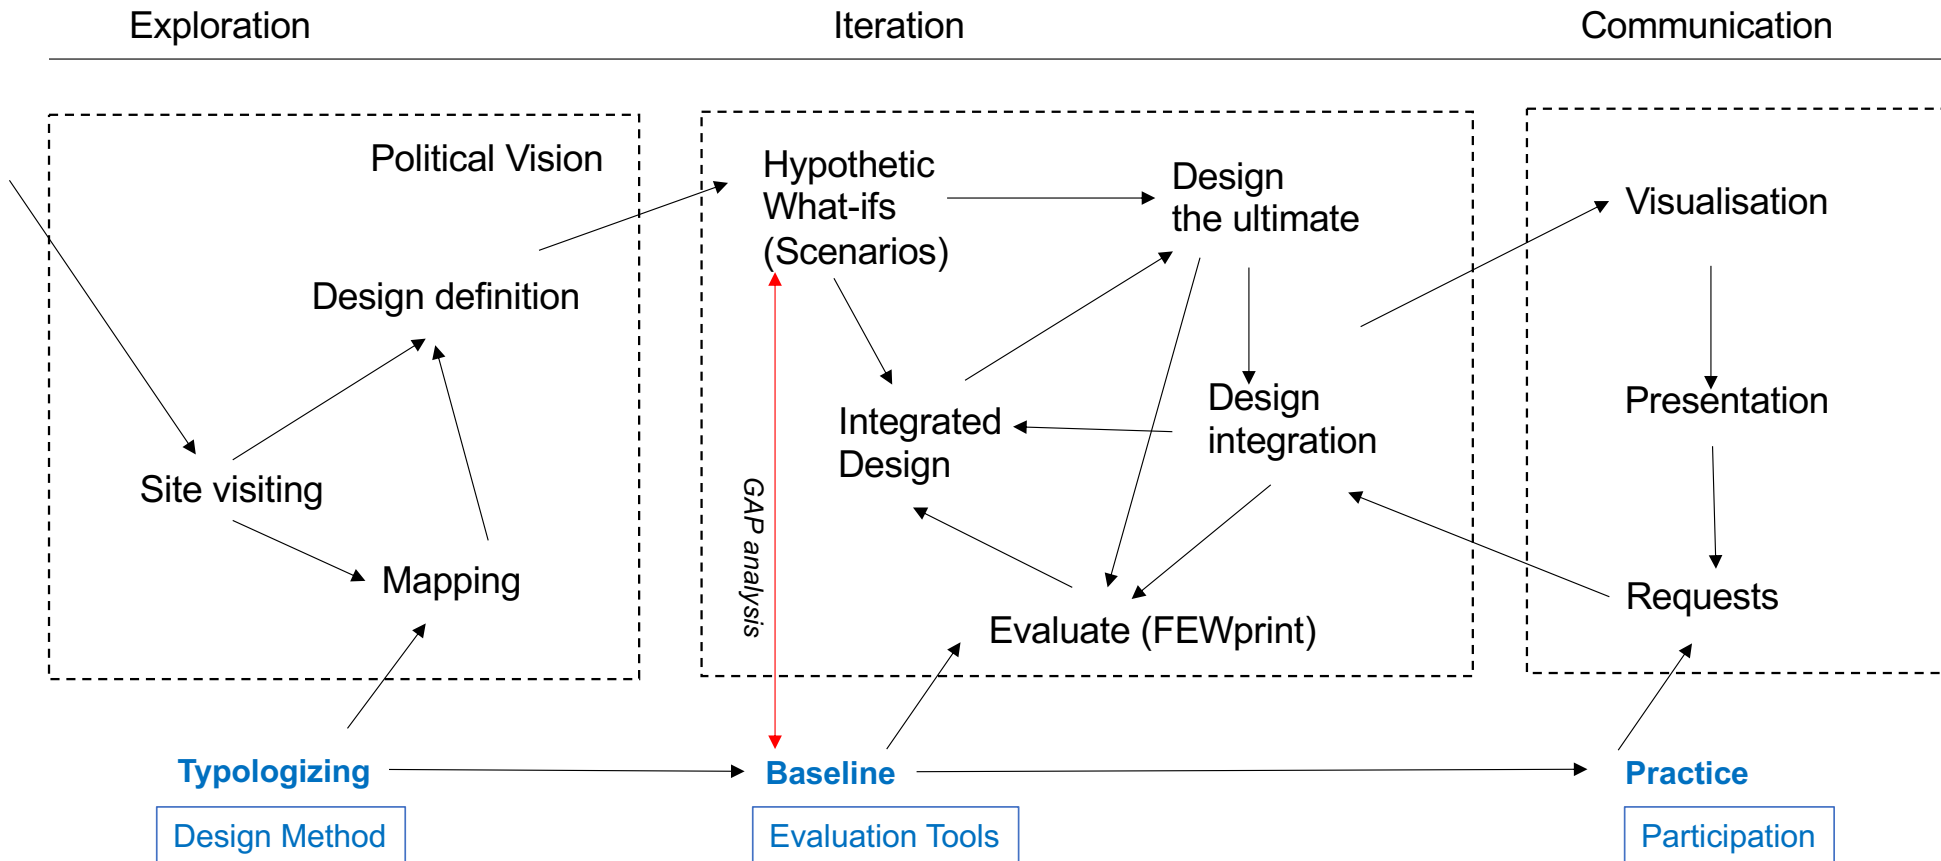 Exploration
Iteration
Communication
Political Vision
Design definition
Site visiting
Mapping
Hypothetic
What-ifs
(Scenarios)
Design
the ultimate
Integrated
Design
Design
integration
GAP analysis
Evaluate (FEWprint)
Visualisation
Presentation
Requests
Typologizing
Baseline
Practice
Design Method
Evaluation Tools
Participation